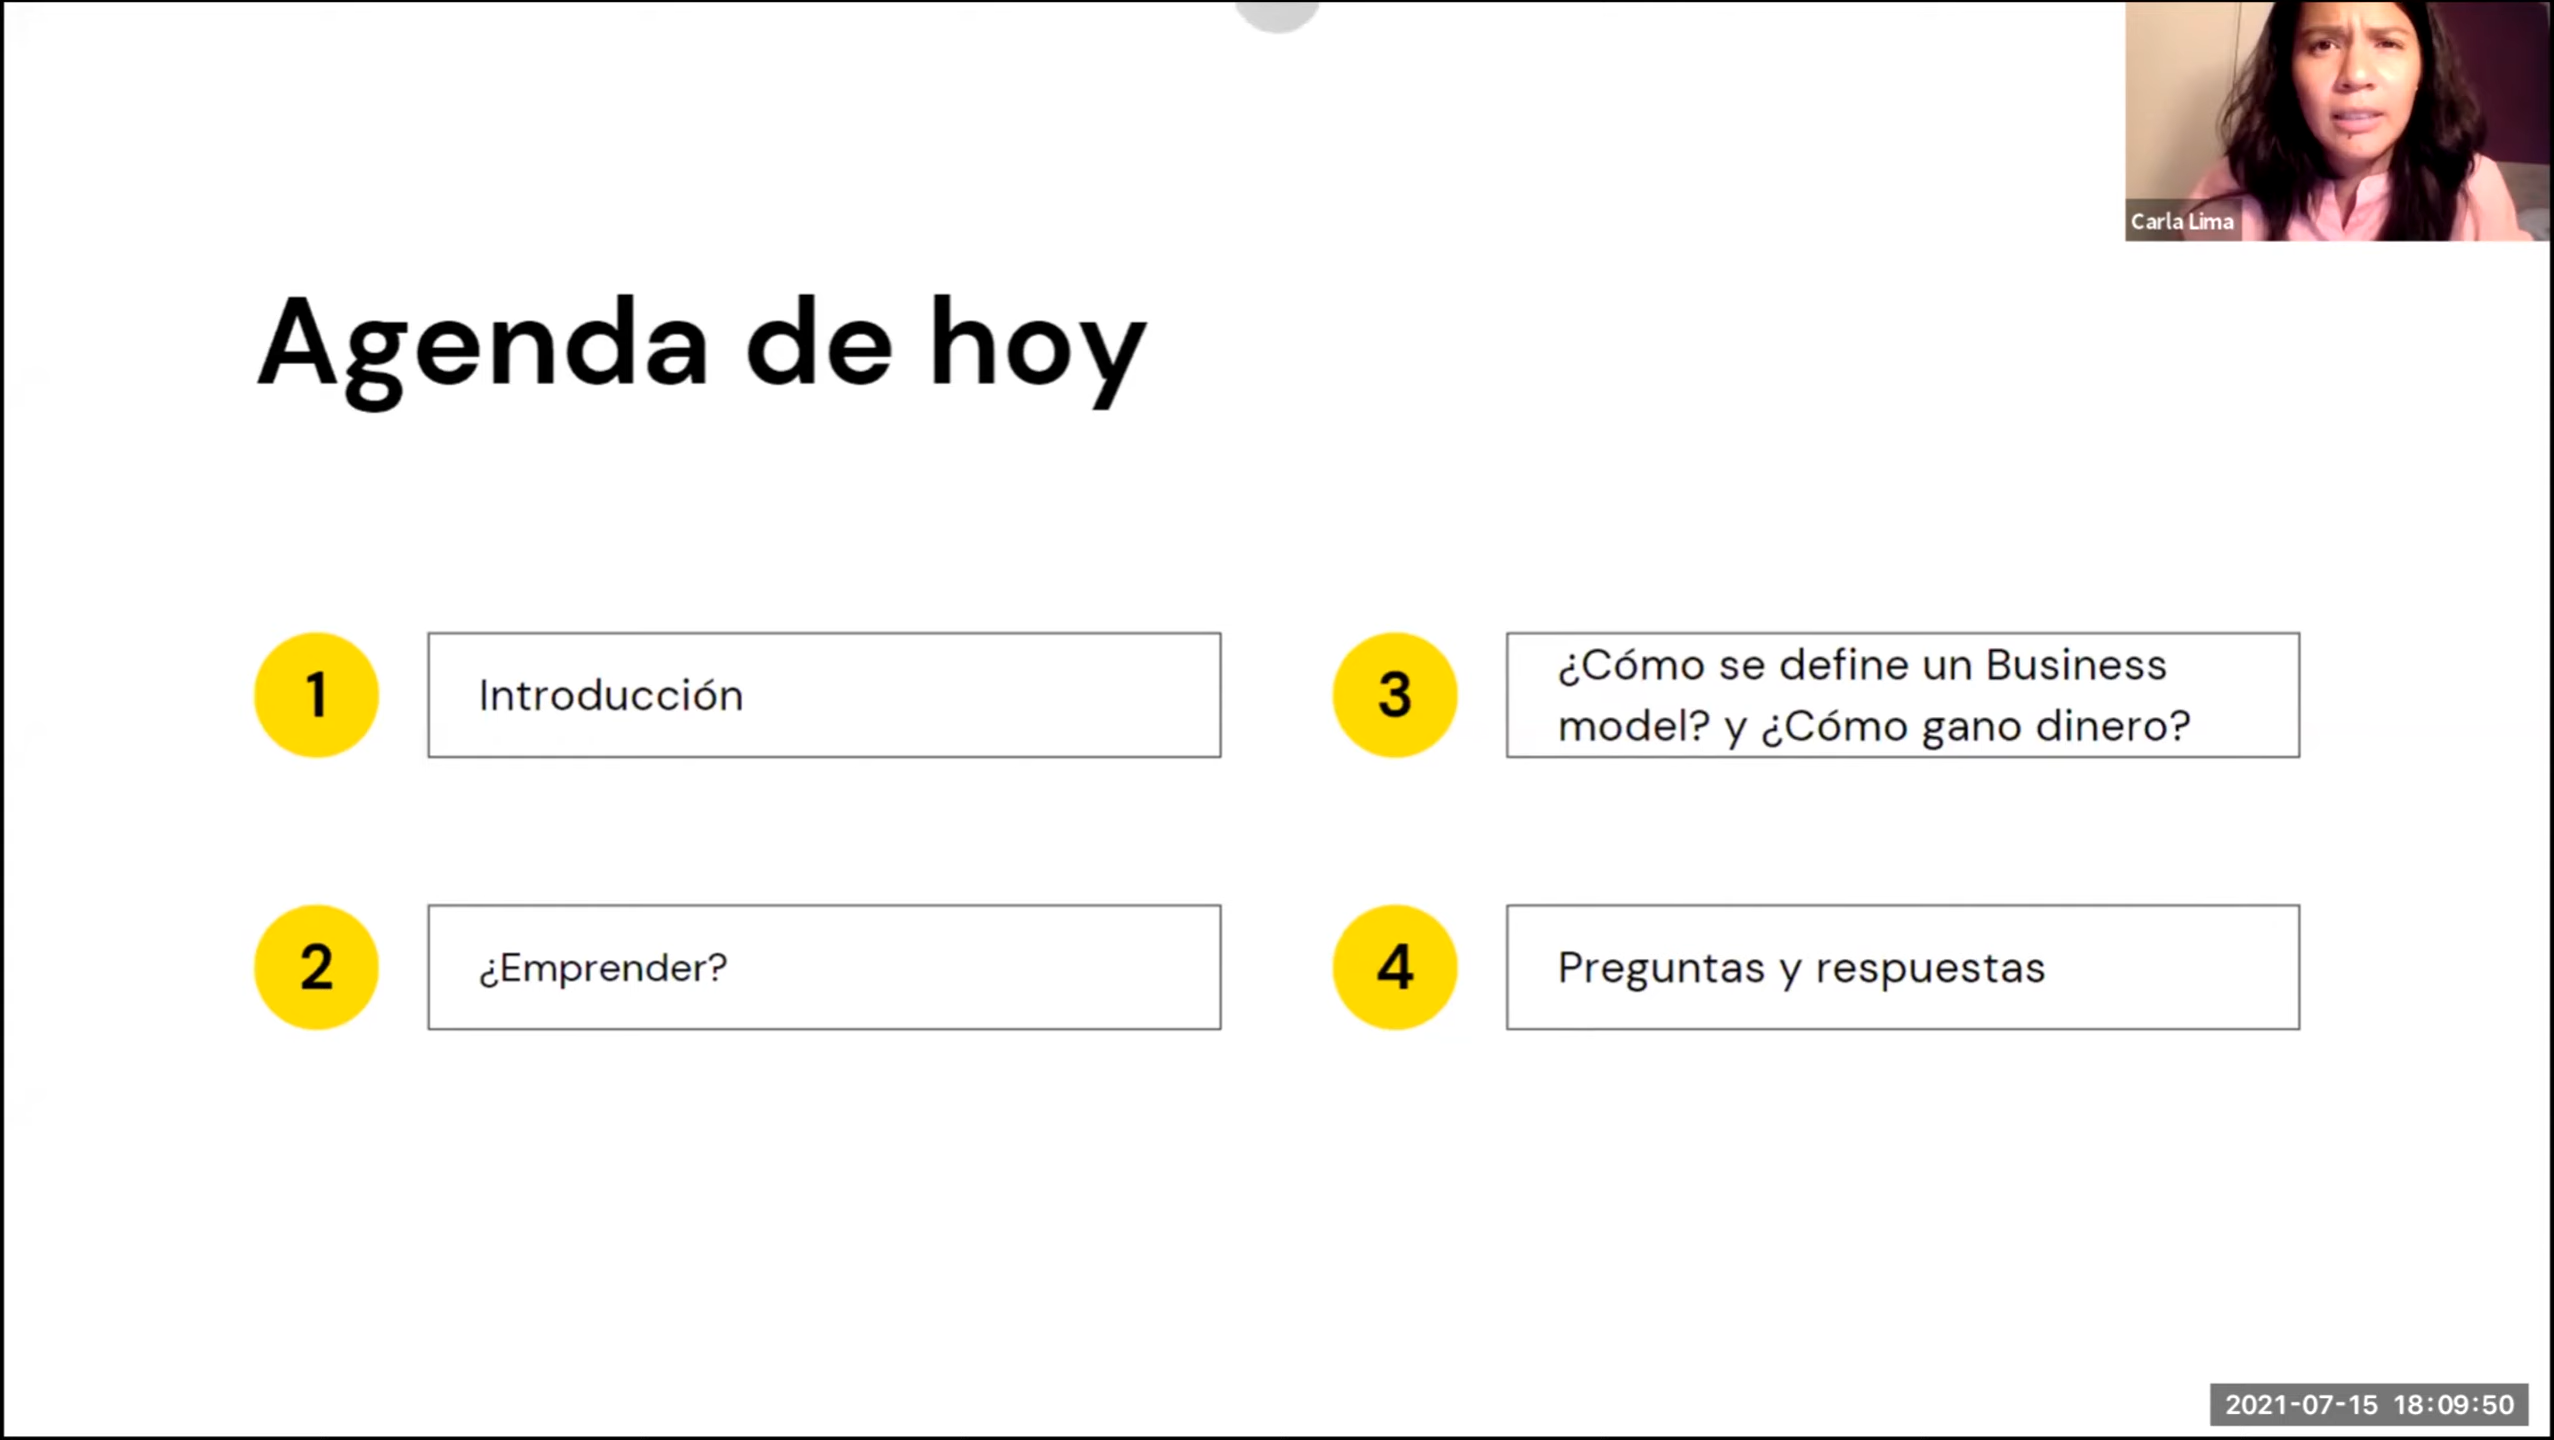 Carla Lima
Agenda de hoy
1
Introducción
2
¿Emprender?
3
¿Cómo se define un Business
model? y ¿Cómo gano dinero?
4
Preguntas y respuestas
2021-07-15 18:09:50